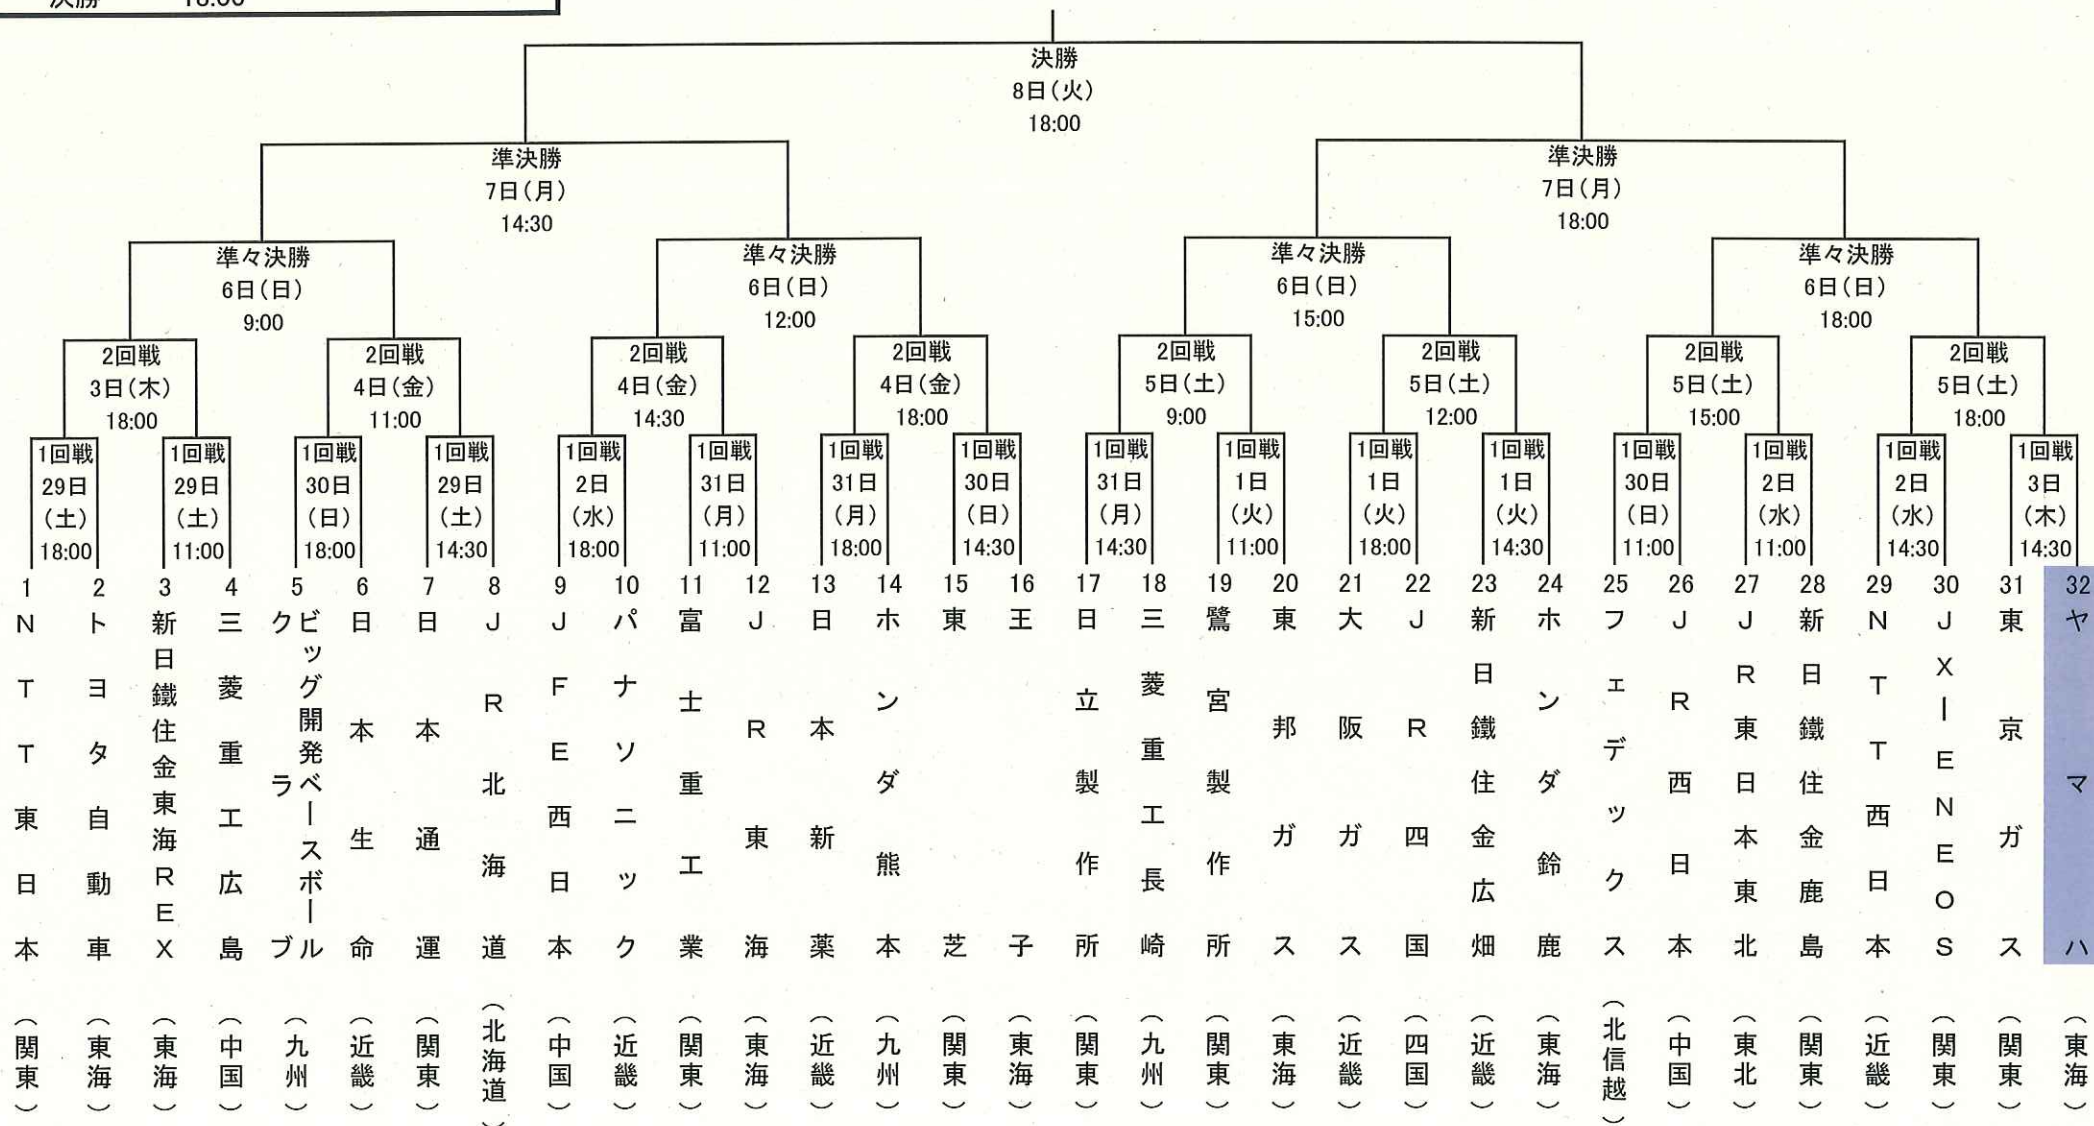 決勝 18:00
決勝
8日(火)
18:00
準決勝
7日(月)
14:30
準決勝
7日(月)
18:00
準々決勝
6日(日)
9:00
準々決勝
6日(日)
12:00
準々決勝
6日(日)
15:00
準々決勝
6日(日)
18:00
2回戦
3日(木)
18:00
2回戦
4日(金)
11:00
2回戦
4日(金)
14:30
2回戦
4日(金)
18:00
2回戦
5日(土)
9:00
2回戦
5日(土)
12:00
2回戦
5日(土)
15:00
2回戦
5日(土)
18:00
1回戦
29日
(土)
18:00
1回戦
29日
(土)
11:00
1回戦
30日
(日)
18:00
1回戦
29日
(土)
14:30
1回戦
2日
(水)
18:00
1回戦
31日
(月)
11:00
1回戦
31日
(月)
18:00
1回戦
30日
(日)
14:30
1回戦
31日
(月)
14:30
1回戦
1日
(火)
11:00
1回戦
1日
(火)
18:00
1回戦
1日
(火)
14:30
1回戦
30日
(日)
11:00
1回戦
2日
(水)
11:00
1回戦
2日
(水)
14:30
1回戦
3日
(木)
14:30
1 NTT東日本(関東)
2 トヨタ自動車(東海)
3 新日鐵住金東海REX(東海)
4 三菱重工広島(中国)
5 ビッグ開発ベースボールクラブ(九州)
6 日本生命(近畿)
7 日本通運(関東)
8 JR北海道(北海道)
9 JFE西日本(中国)
10 パナソニック(近畿)
11 富士重工業(関東)
12 JR東海(東海)
13 日本新薬(近畿)
14 ホンダ熊本(九州)
15 東芝(関東)
16 王子(東海)
17 日立製作所(関東)
18 三菱重工長崎(九州)
19 鷺宮製作所(関東)
20 東邦ガス(東海)
21 大阪ガス(近畿)
22 JR四国(四国)
23 新日鐵住金広畑(近畿)
24 ホンダ鈴鹿(東海)
25 フェデックス(北信越)
26 JR西日本(中国)
27 JR東日本東北(東北)
28 新日鐵住金鹿島(関東)
29 NTT西日本(近畿)
30 JX―ENEOS(関東)
31 東京ガス(関東)
32 ヤマハ(東海)